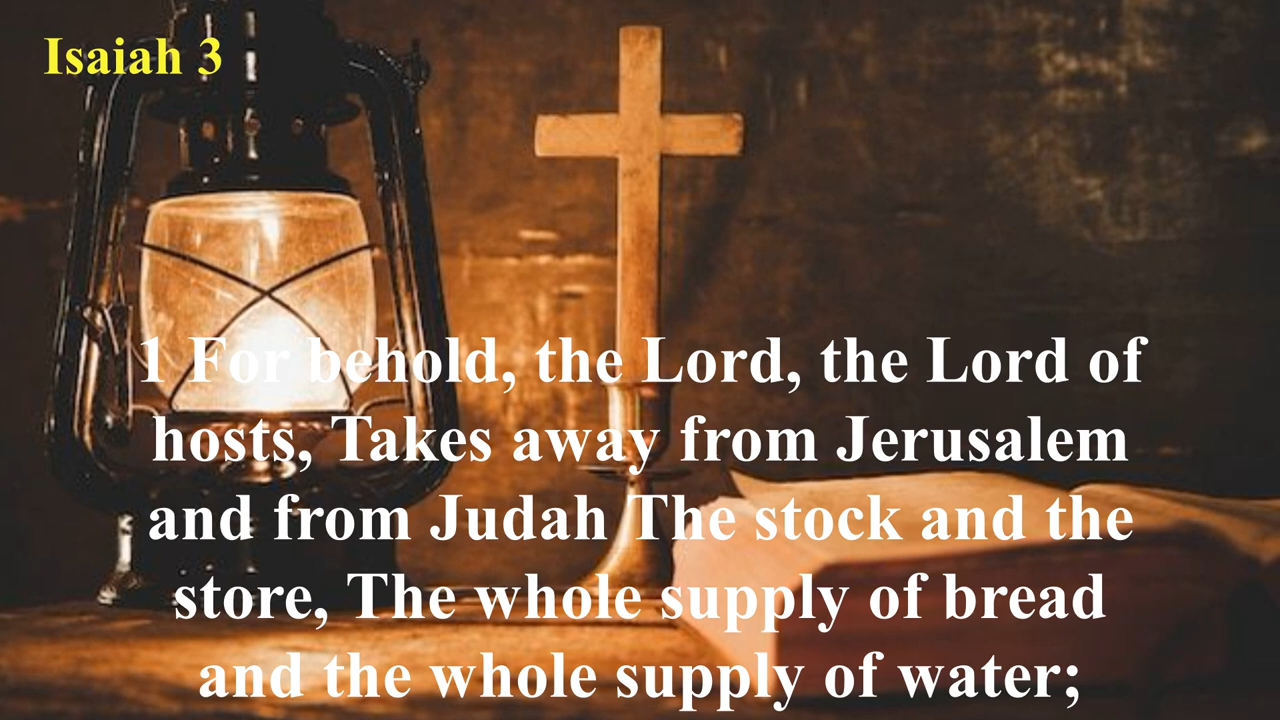 Isaiah 3
1 For behold, the Lord, the Lord of
hosts, Takes away from Jerusalem
and from Judah The stock and the
store, The whole supply of bread
and the whole supply of water;